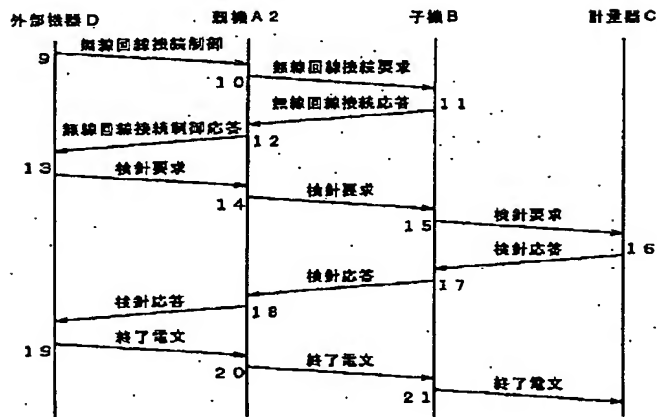 外部機器D 親機A2 子機B 計量器C
無線回線接続制御
9
無線回線接続要求
10
無線回線接続応答
11
無線回線接続制御応答
12
13
検針要求
検針要求
14
検針要求
15
検針応答
16
検針応答
17
検針応答
18
終了電文
19
終了電文
20
終了電文
21